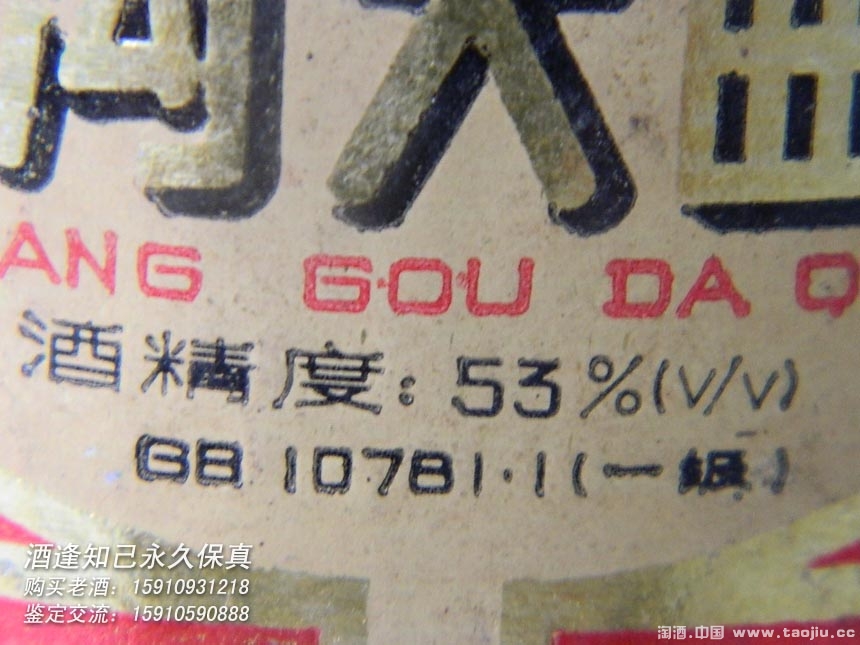 大
ANG GOU DA Q
酒精度:53%(V/V)
GB 10781·1(一级)
酒逢知己永久保真
购买老酒:15910931218
鉴定交流:15910590888
淘酒.中国 www.taojiu.cc